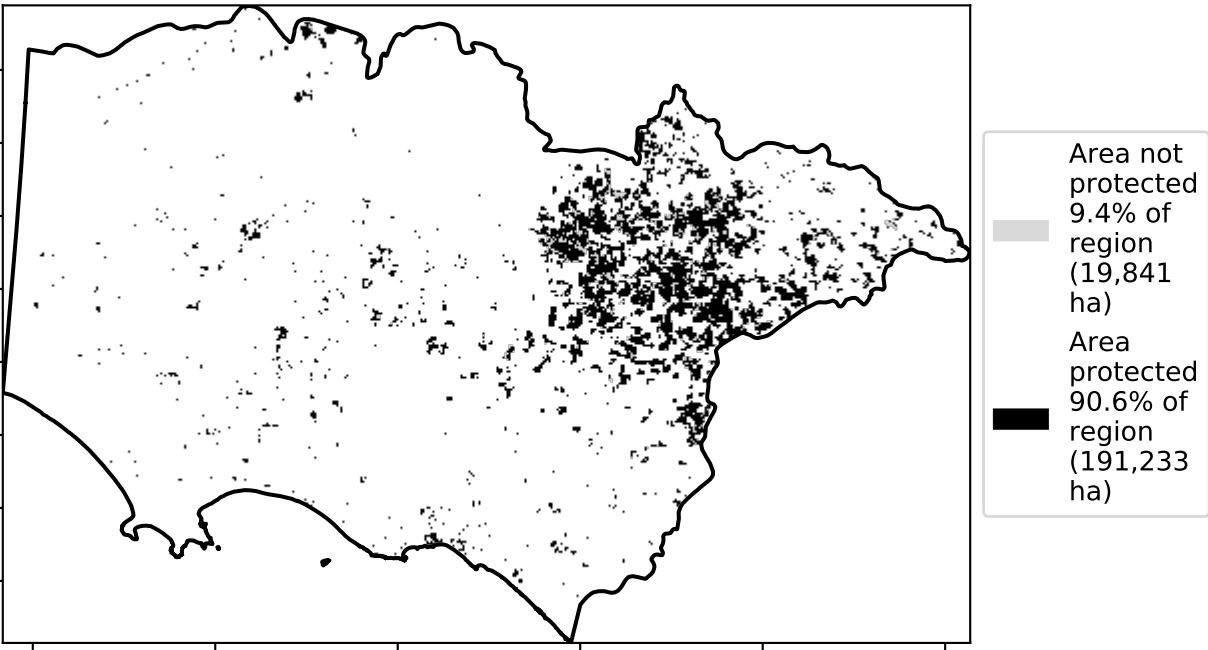 Area not
protected
9.4% of
region
(19,841
ha)
Area
protected
90.6% of
region
(191,233
ha)